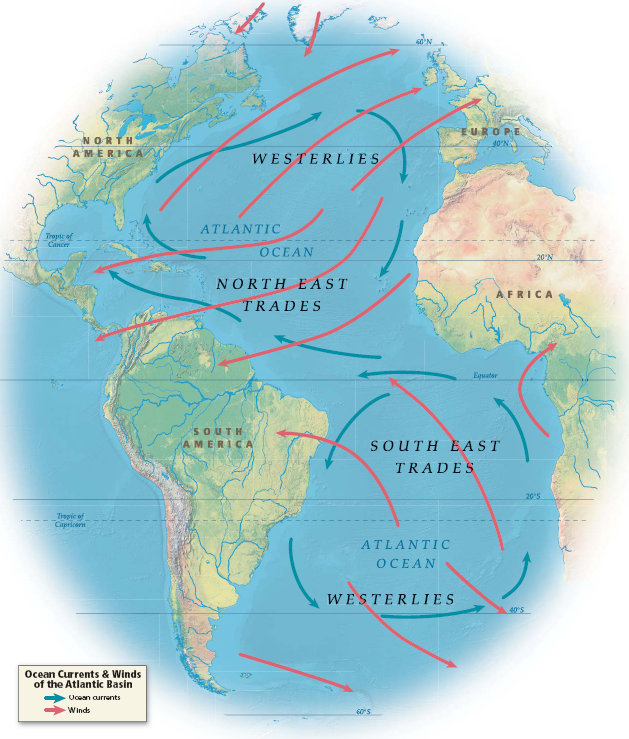 60°N
NORTH
AMERICA
EUROPE
40°N
WESTERLIES
Tropic of
Cancer
ATLANTIC
OCEAN
20°N
NORTH EAST
TRADES
AFRICA
Equator
SOUTH
AMERICA
SOUTH EAST
TRADES
20°S
Tropic of
Capricorn
ATLANTIC
OCEAN
WESTERLIES
40°S
Ocean Currents & Winds
of the Atlantic Basin
Ocean currents
Winds
60°S